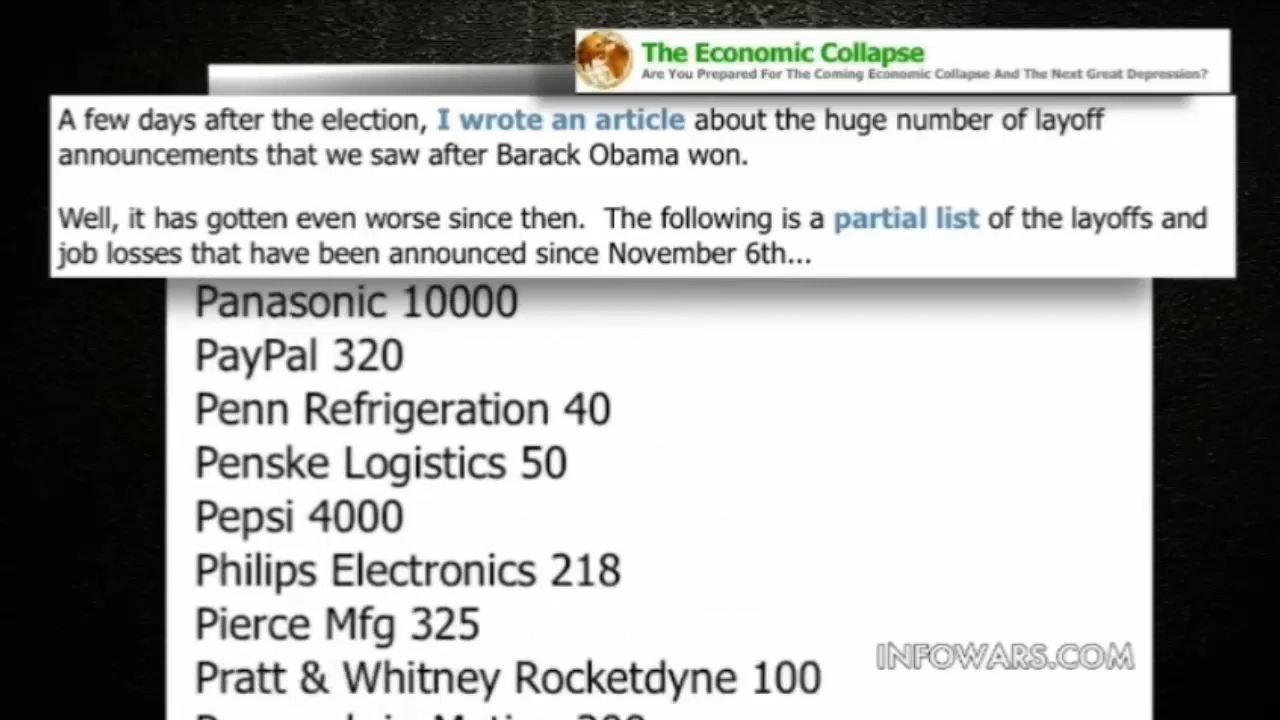 The Economic Collapse
Are You Prepared For The Coming Economic Collapse And The Next Great Depression?
A few days after the election, I wrote an article about the huge number of layoff
announcements that we saw after Barack Obama won.
Well, it has gotten even worse since then. The following is a partial list of the layoffs and
job losses that have been announced since November 6th...
Panasonic 10000
PayPal 320
Penn Refrigeration 40
Penske Logistics 50
Pepsi 4000
Philips Electronics 218
Pierce Mfg 325
Pratt & Whitney Rocketdyne 100
INFOWARS.COM